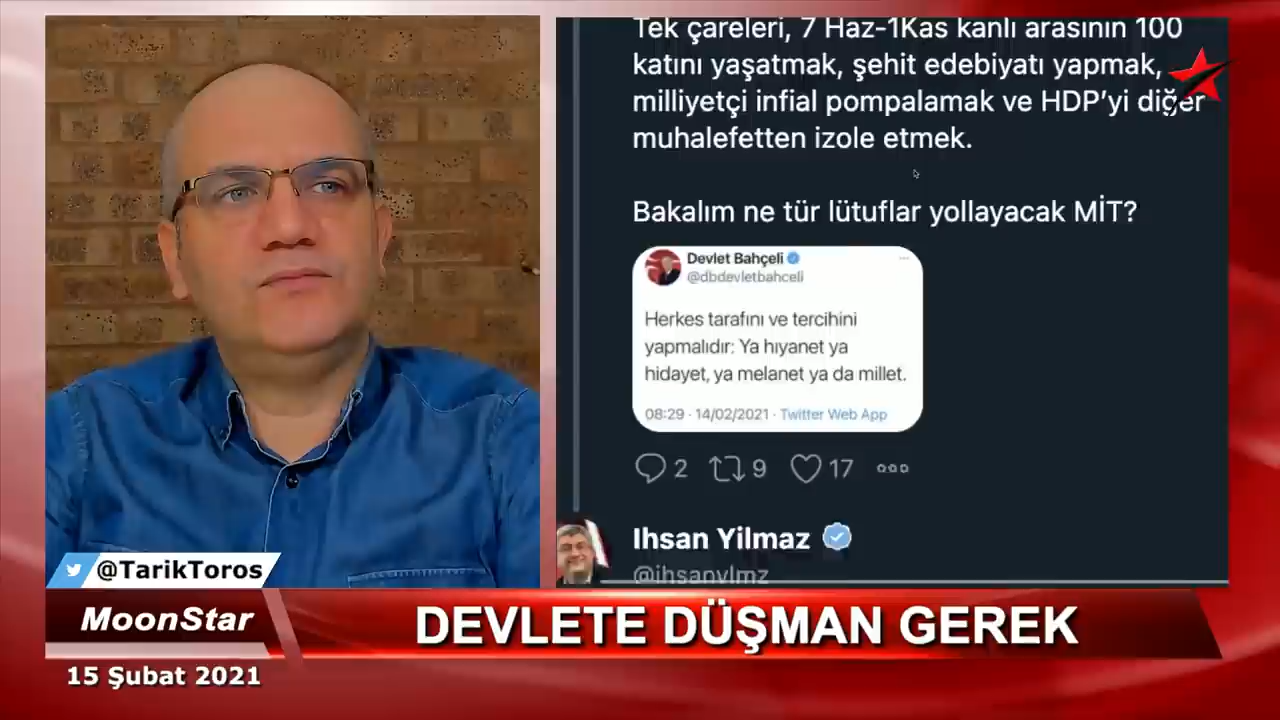 Tek çareleri, 7 Haz-1Kas kanlı arasının 100
katını yaşatmak, şehit edebiyatı yapmak,
milliyetçi infial pompalamak ve HDP'yi diğer
muhalefetten izole etmek.
Bakalım ne tür lütuflar yollayacak MİT?
Devlet Bahçeli
@dbdevletbahceli
Herkes tarafını ve tercihini
yapmalıdır: Ya hıyanet ya
hidayet, ya melanet ya da millet.
08:29 · 14/02/2021 · Twitter Web App
2 9 17
Ihsan Yilmaz
@ihsanylmz
@TarikToros
MoonStar
DEVLETE DÜŞMAN GEREK
15 Şubat 2021